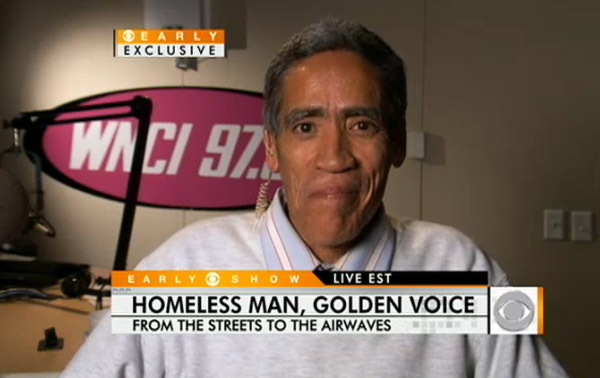 EARLY
EXCLUSIVE
WNCI 97.
EARLY SHOW
LIVE EST
HOMELESS MAN, GOLDEN VOICE
FROM THE STREETS TO THE AIRWAVES